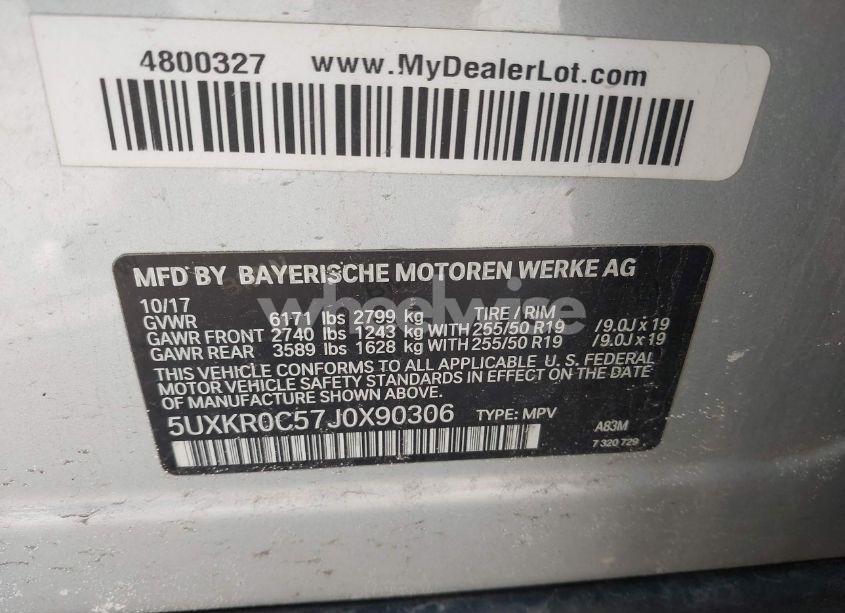 4800327 www.MyDealerLot.com
MFD BY BAYERISCHE MOTOREN WERKE AG
10/17
GVWR 6171 lbs 2799 kg TIRE / RIM
GAWR FRONT 2740 lbs 1243 kg WITH 255/50 R19 /9.0J x 19
GAWR REAR 3589 lbs 1628 kg WITH 255/50 R19 /9.0J x 19
THIS VEHICLE CONFORMS TO ALL APPLICABLE U. S. FEDERAL
MOTOR VEHICLE SAFETY STANDARDS IN EFFECT ON THE DATE
OF MANUFACTURE SHOWN ABOVE.
5UXKR0C57J0X90306 TYPE: MPV A83M
7 320 729
wheelwise